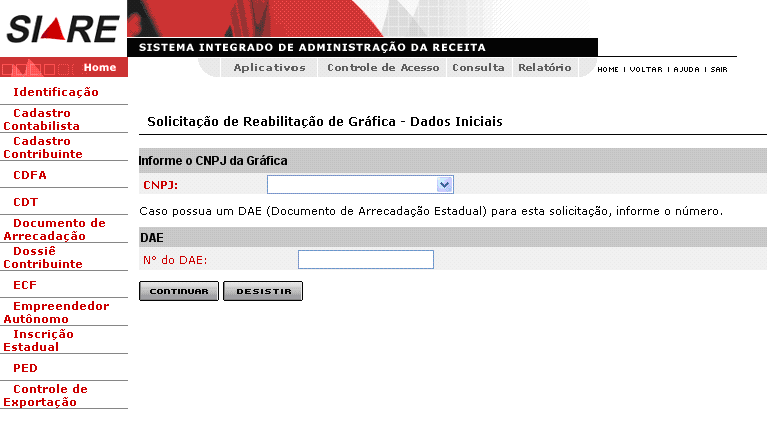 SIARE
SISTEMA INTEGRADO DE ADMINISTRAÇÃO DA RECEITA
Home
Aplicativos Controle de Acesso Consulta Relatório
HOME | VOLTAR | AJUDA | SAIR
Identificação
Cadastro
Contabilista
Cadastro
Contribuinte
CDFA
CDT
Documento de
Arrecadação
Dossiê
Contribuinte
ECF
Empreendedor
Autônomo
Inscrição
Estadual
PED
Controle de
Exportação
Solicitação de Reabilitação de Gráfica - Dados Iniciais
Informe o CNPJ da Gráfica
CNPJ:
Caso possua um DAE (Documento de Arrecadação Estadual) para esta solicitação, informe o número.
DAE
N° do DAE:
CONTINUAR DESISTIR